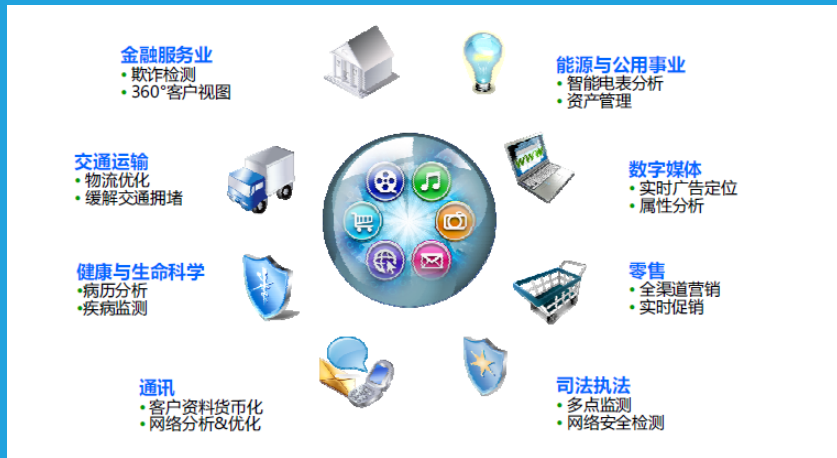 金融服务业
• 欺诈检测
• 360°客户视图
能源与公用事业
• 智能电表分析
• 资产管理
交通运输
• 物流优化
• 缓解交通拥堵
数字媒体
• 实时广告定位
• 属性分析
健康与生命科学
•病历分析
•疾病监测
零售
• 全渠道营销
• 实时促销
通讯
• 客户资料货币化
• 网络分析&优化
司法执法
• 多点监测
• 网络安全检测